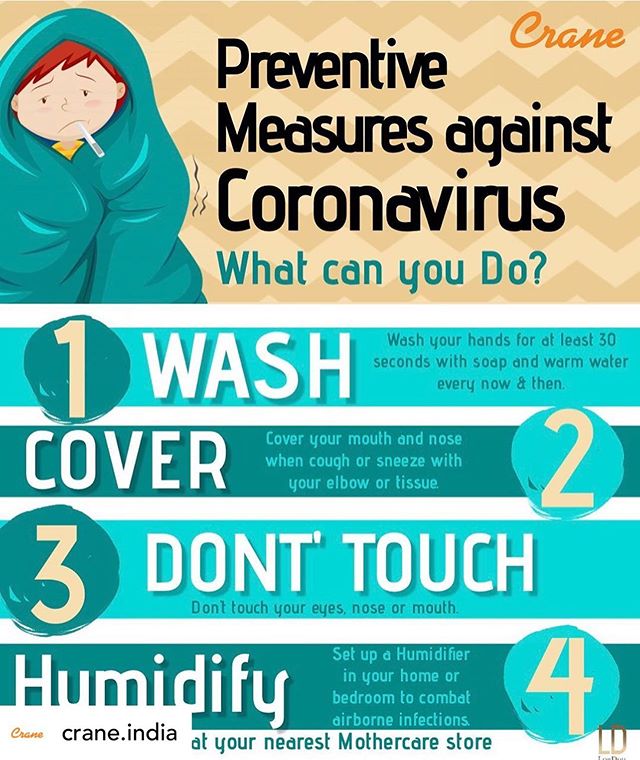 Crane
Preventive
Measures against
Coronavirus
What can you Do?
1
WASH
Wash your hands for at least 30
seconds with soap and warm water
every now & then.
COVER
Cover your mouth and nose
when cough or sneeze with
your elbow or tissue.
2
3
DONT' TOUCH
Don't touch your eyes, nose or mouth.
Humidify
Set up a Humidifier
in your home or
bedroom to combat
airborne infections.
4
Crane crane.india
at your nearest Mothercare store
LD